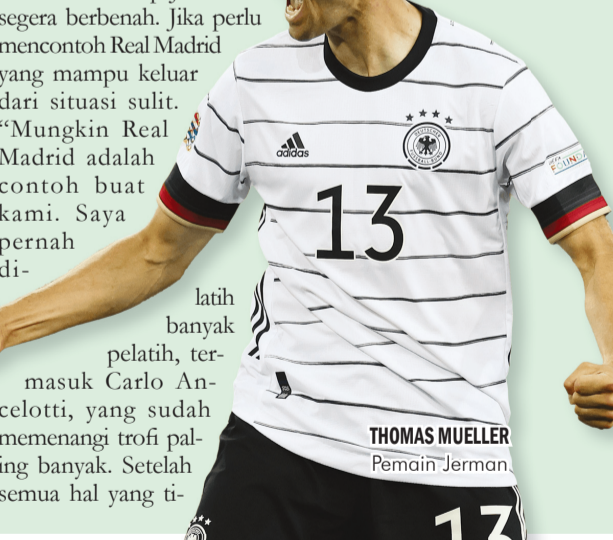 segera berbenah. Jika perlu
mencontoh Real Madrid
yang mampu keluar
dari situasi sulit.
“Mungkin Real
Madrid adalah
contoh buat
kami. Saya
pernah
di-
latih
banyak
pelatih, ter-
masuk Carlo An-
celotti, yang sudah
memenangi trofi pal-
ing banyak. Setelah
semua hal yang ti-
adidas
13
THOMAS MUELLER
Pemain Jerman
13